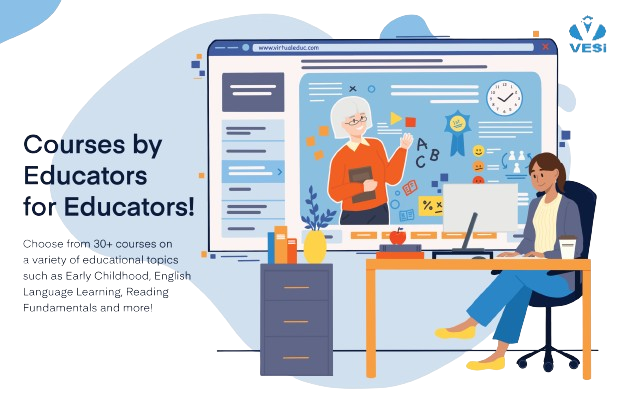 VESi
www.virtualeduc.com
Courses by
Educators
for Educators!
Choose from 30+ courses on
a variety of educational topics
such as Early Childhood, English
Language Learning, Reading
Fundamentals and more!
A
C B
%